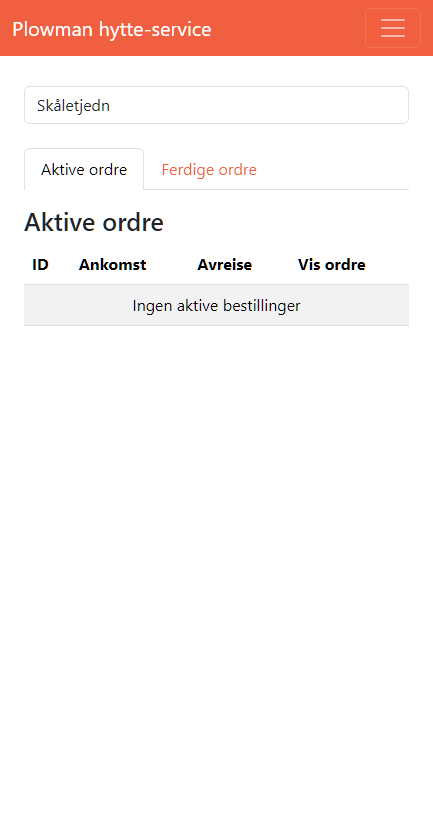 Plowman hytte-service
Skåletjedn
Aktive ordre
Ferdige ordre
Aktive ordre
ID Ankomst Avreise Vis ordre
Ingen aktive bestillinger